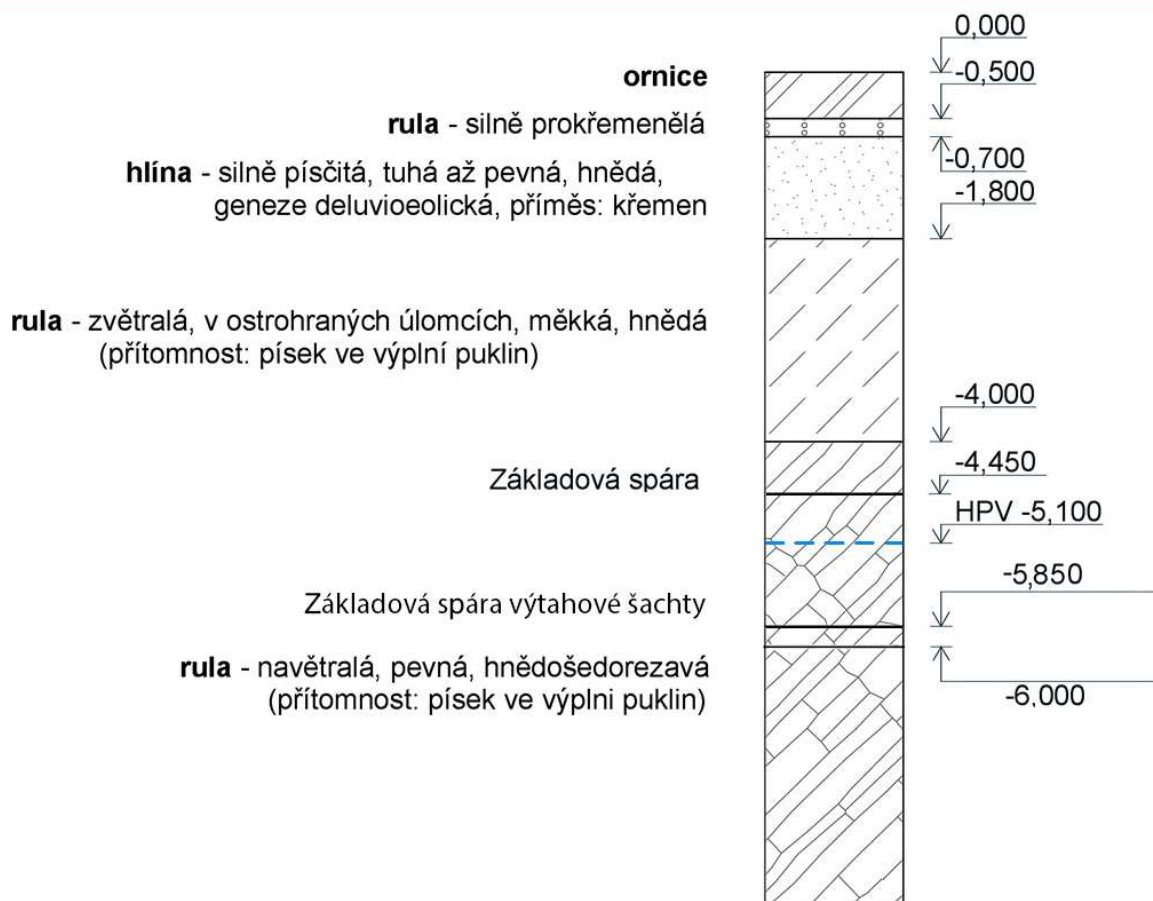 0,000
ornice
-0,500
rula - silně prokřemenělá
hlína - silně písčitá, tuhá až pevná, hnědá,
geneze deluvioeolická, příměs: křemen
-0,700
-1,800
rula - zvětralá, v ostrohraných úlomcích, měkká, hnědá
(přítomnost: písek ve výplní puklin)
-4,000
Základová spára
-4,450
HPV -5,100
-5,850
Základová spára výtahové šachty
rula - navětralá, pevná, hnědošedorezavá
(přítomnost: písek ve výplni puklin)
-6,000